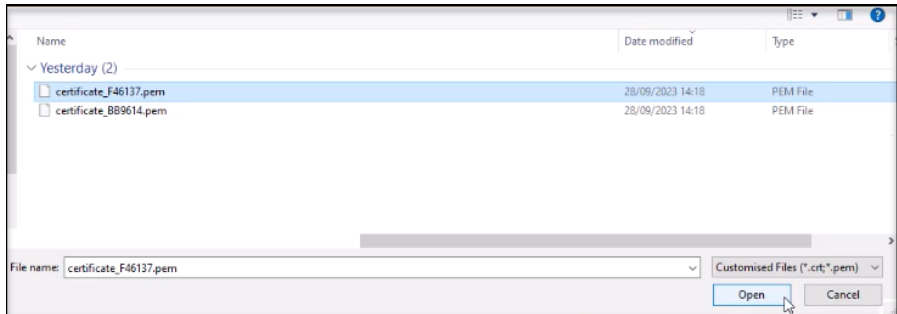 Name Date modified Type
Yesterday (2)
certificate_F46137.pem 28/09/2023 14:18 PEM File
certificate_BB9614.pem 28/09/2023 14:18 PEM File
File name: certificate_F46137.pem Customised Files (*.crt;*.pem)
Open Cancel